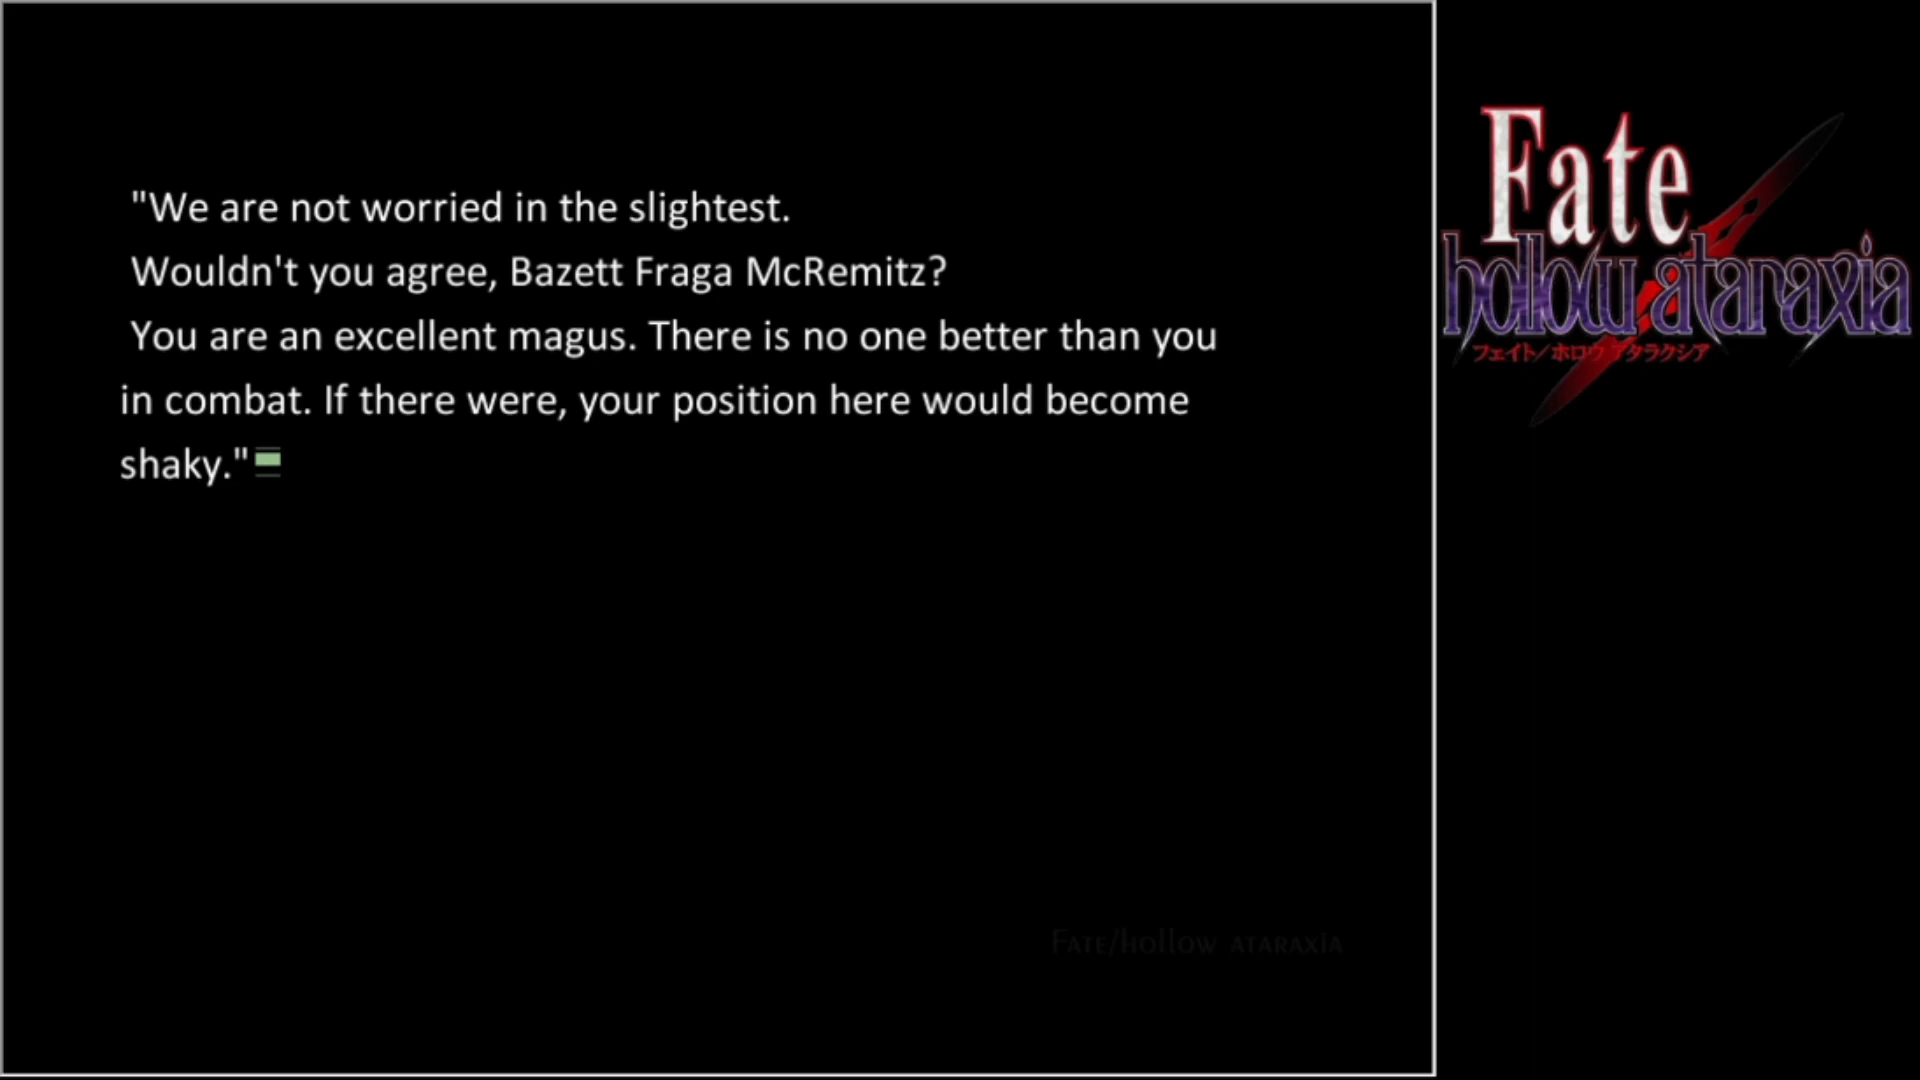 "We are not worried in the slightest.
Wouldn't you agree, Bazett Fraga McRemitz?
You are an excellent magus. There is no one better than you
in combat. If there were, your position here would become
shaky."
Fate/hollow ataraxia
Fate
hollow ataraxia
フェイト/ホロウ アタラクシア